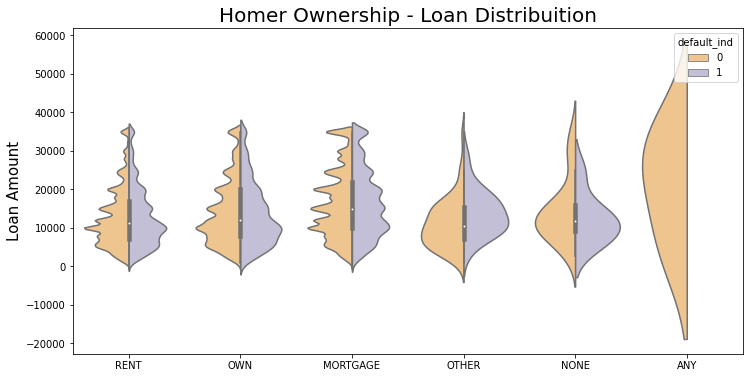 Homer Ownership - Loan Distribuition
default_ind
0
1
Loan Amount
60000
50000
40000
30000
20000
10000
0
−10000
−20000
RENT OWN MORTGAGE OTHER NONE ANY